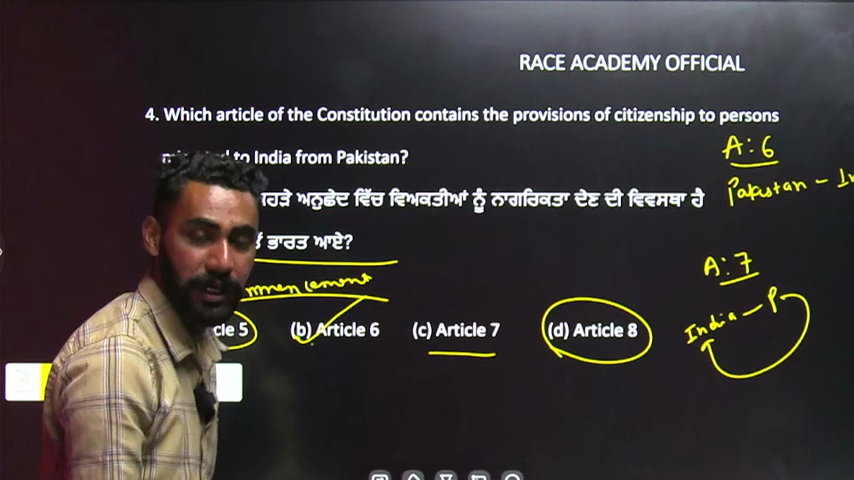 RACE ACADEMY OFFICIAL
4. Which article of the Constitution contains the provisions of citizenship to persons
to India from Pakistan?
ਅਨੁਛੇਦ ਵਿੱਚ ਵਿਅਕਤੀਆਂ ਨੂੰ ਨਾਗਰਿਕਤਾ ਦੇਣ ਦੀ ਵਿਵਸਥਾ ਹੈ
ਭਾਰਤ ਆਏ?
A: 6
Pakistan - In
A: 7
India - P
mmencement
cle 5 (b) Article 6 (c) Article 7 (d) Article 8